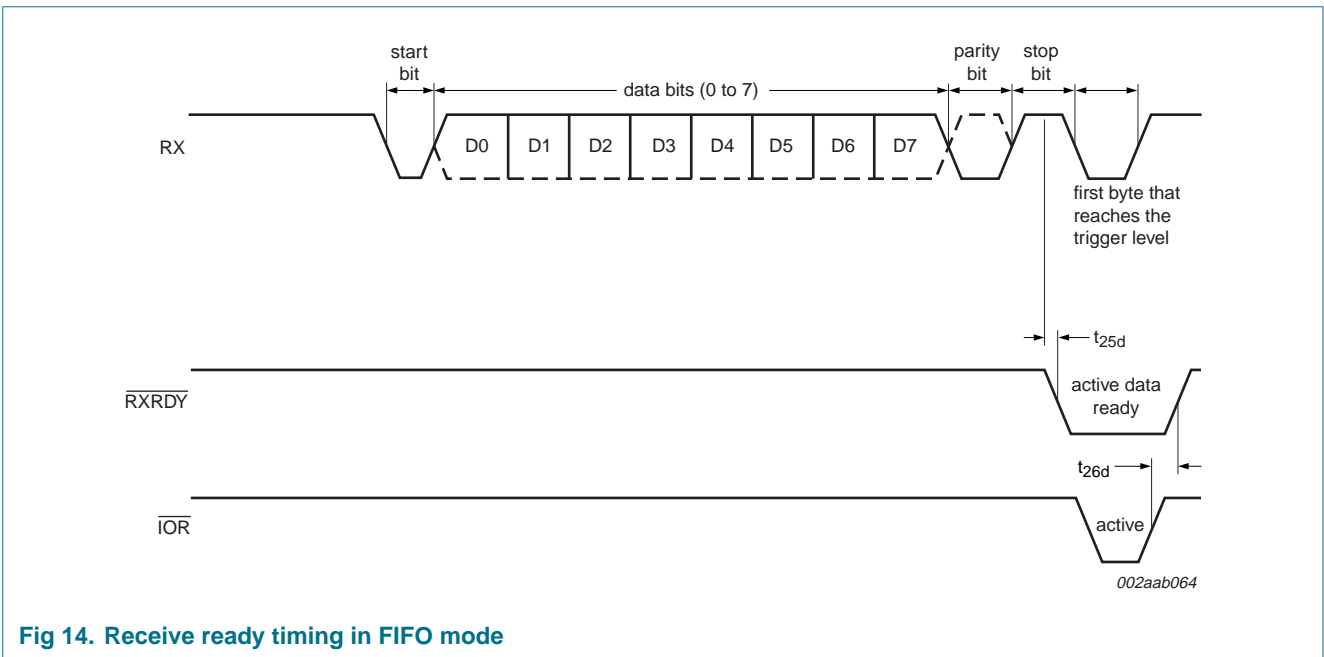 start
bit
data bits (0 to 7)
parity
bit
stop
bit
RX
D0 D1 D2 D3 D4 D5 D6 D7
first byte that
reaches the
trigger level
t25d
RXRDY
active data
ready
t26d
IOR
active
002aab064
Fig 14. Receive ready timing in FIFO mode